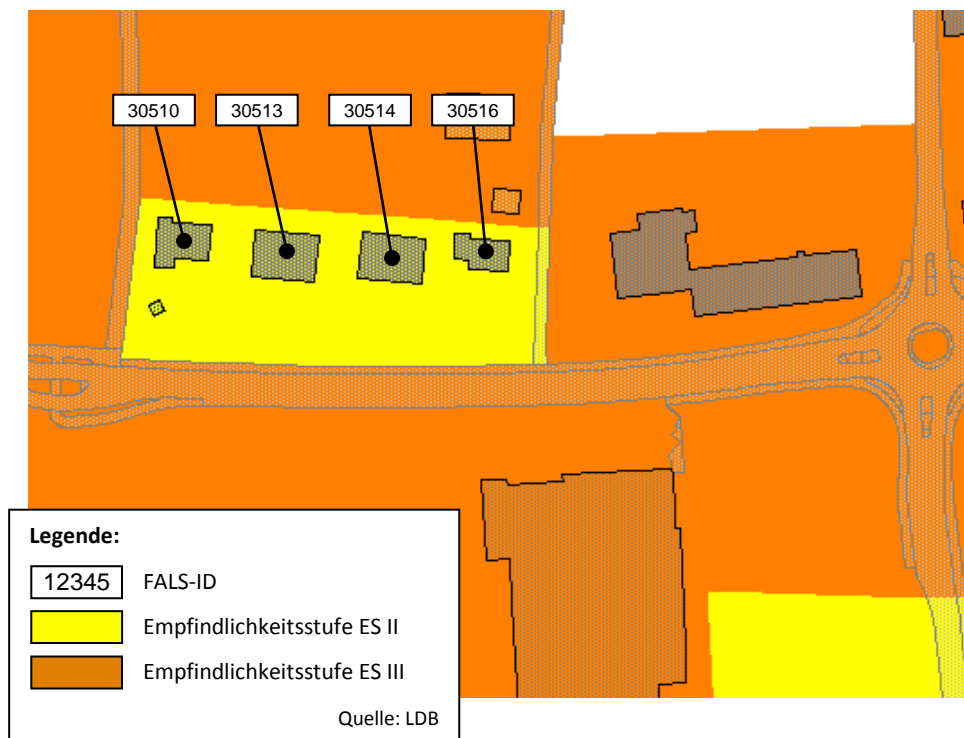 30510 30513 30514 30516
Legende:
12345 FALS-ID
Empfindlichkeitsstufe ES II
Empfindlichkeitsstufe ES III
Quelle: LDB